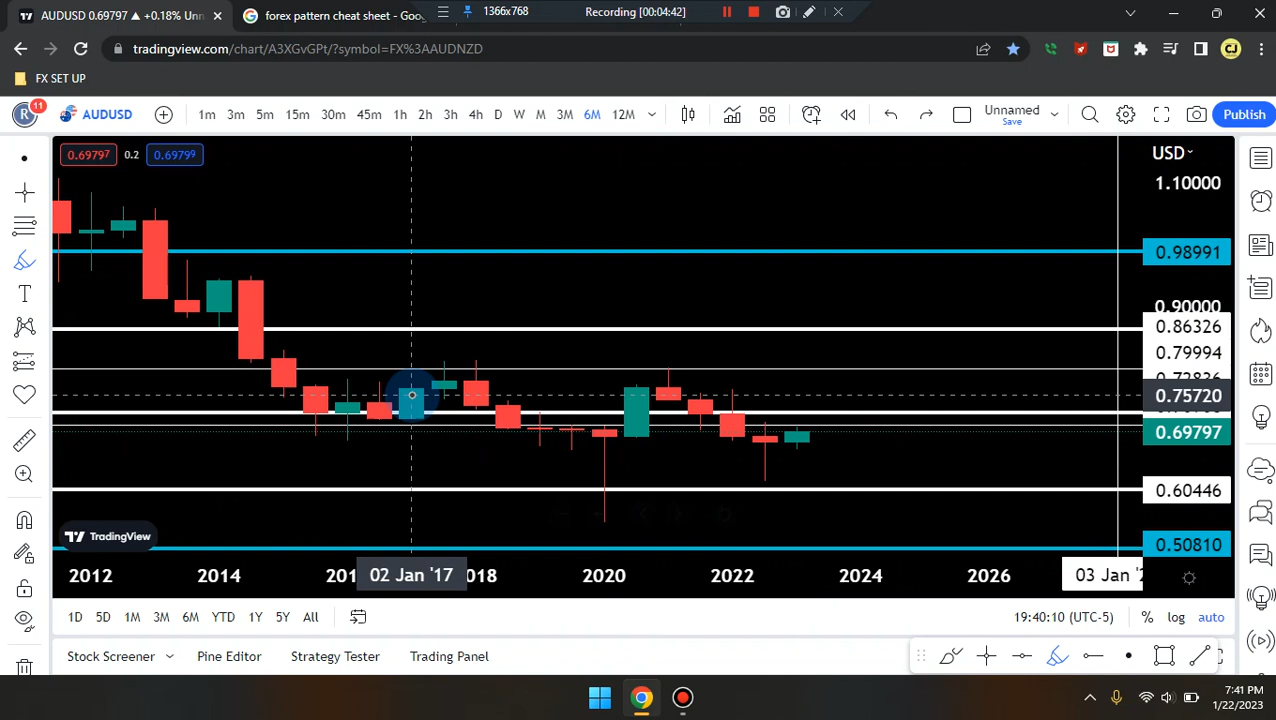 AUDUSD 0.69797 ▲ +0.18% Unn
forex pattern cheat sheet - Goo
1366x768
Recording [00:04:42]
tradingview.com/chart/A3XGvGPt/?symbol=FX%3AAUDNZD
CJ
FX SET UP
R
11
AUDUSD
1m 3m 5m 15m 30m 45m 1h 2h 3h 4h D W M 3M 6M 12M
Unnamed
Save
Publish
0.69797 0.2 0.69799
USD
1.10000
0.98991
0.90000
0.86326
0.79994
0.75720
0.69797
0.60446
0.50810
TradingView
2012 2014 201 02 Jan '17 018 2020 2022 2024 2026 03 Jan '2
1D 5D 1M 3M 6M YTD 1Y 5Y All
19:40:10 (UTC-5) % log auto
Stock Screener Pine Editor Strategy Tester Trading Panel
7:41 PM
1/22/2023